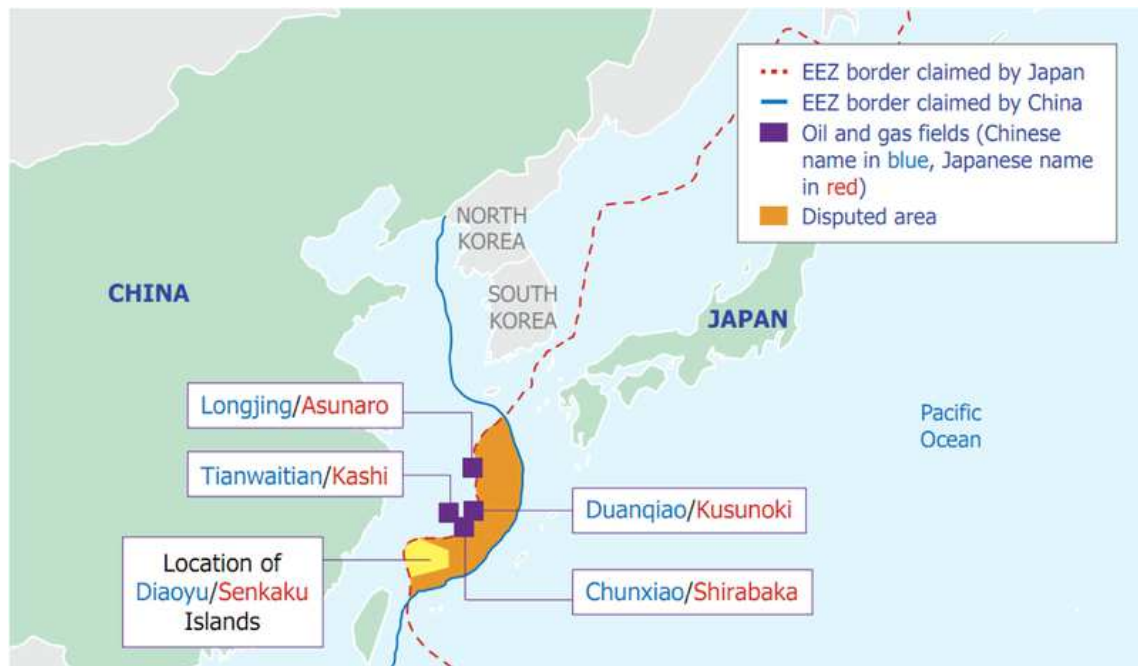 EEZ border claimed by Japan
EEZ border claimed by China
Oil and gas fields (Chinese
name in blue, Japanese name
in red)
Disputed area
NORTH
KOREA
CHINA
SOUTH
KOREA
JAPAN
Longjing/Asunaro
Pacific
Ocean
Tianwaitian/Kashi
Duanqiao/Kusunoki
Location of
Diaoyu/Senkaku
Islands
Chunxiao/Shirabaka